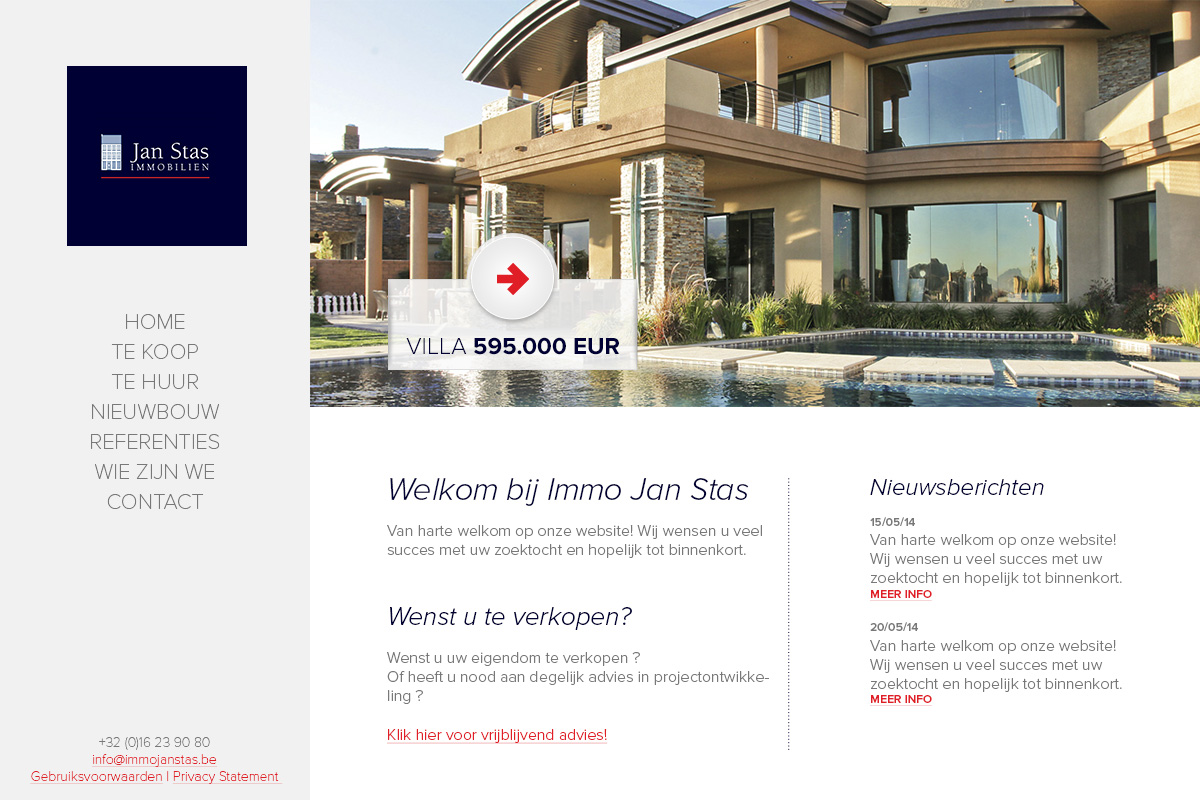 Jan Stas
IMMOBILIEN
HOME
TE KOOP
TE HUUR
NIEUWBOUW
REFERENTIES
WIE ZIJN WE
CONTACT
+32 (0)16 23 90 80
info@immojanstas.be
Gebruiksvoorwaarden | Privacy Statement
VILLA 595.000 EUR
Welkom bij Immo Jan Stas
Van harte welkom op onze website! Wij wensen u veel
succes met uw zoektocht en hopelijk tot binnenkort.
Wenst u te verkopen?
Wenst u uw eigendom te verkopen ?
Of heeft u nood aan degelijk advies in projectontwikke-
ling ?
Klik hier voor vrijblijvend advies!
Nieuwsberichten
15/05/14
Van harte welkom op onze website!
Wij wensen u veel succes met uw
zoektocht en hopelijk tot binnenkort.
MEER INFO
20/05/14
Van harte welkom op onze website!
Wij wensen u veel succes met uw
zoektocht en hopelijk tot binnenkort.
MEER INFO